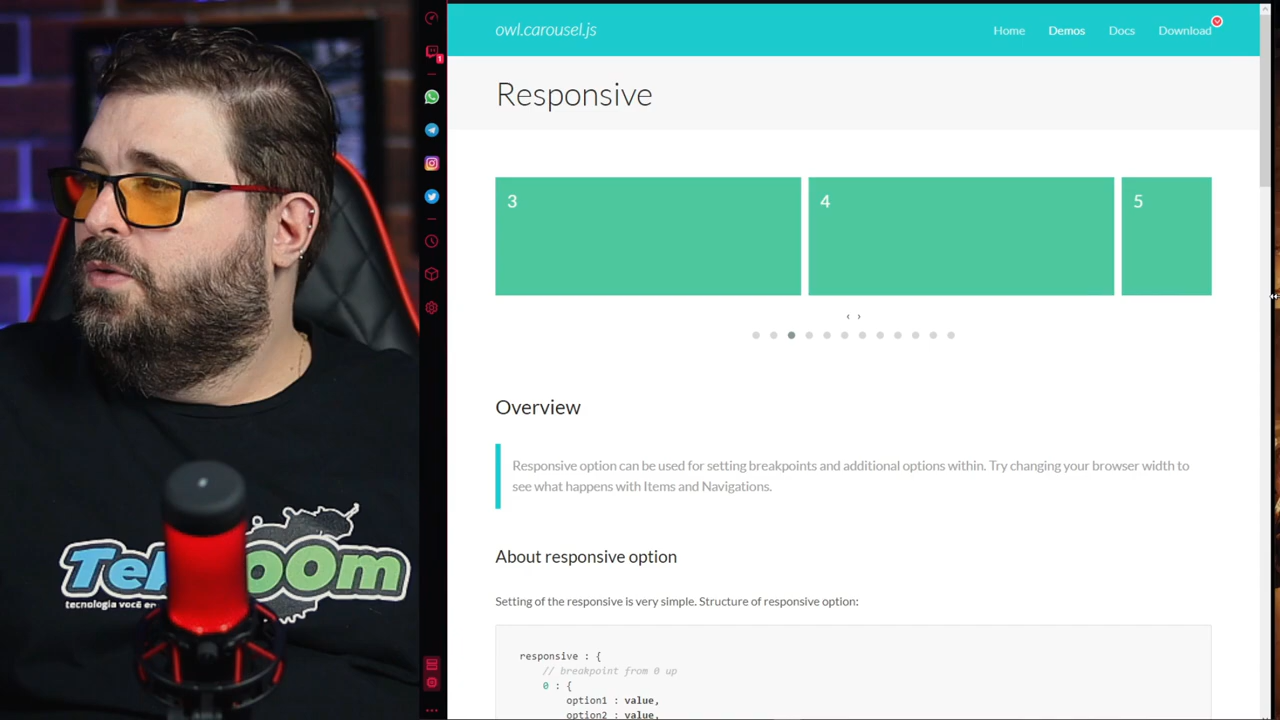 owl.carousel.js
Home Demos Docs Download
Responsive
3 4 5
‹ ›
Overview
Responsive option can be used for setting breakpoints and additional options within. Try changing your browser width to
see what happens with Items and Navigations.
About responsive option
Setting of the responsive is very simple. Structure of responsive option:
responsive : {
// breakpoint from 0 up
0 : {
option1 : value,
option2 : value,
1
tecnologia você en